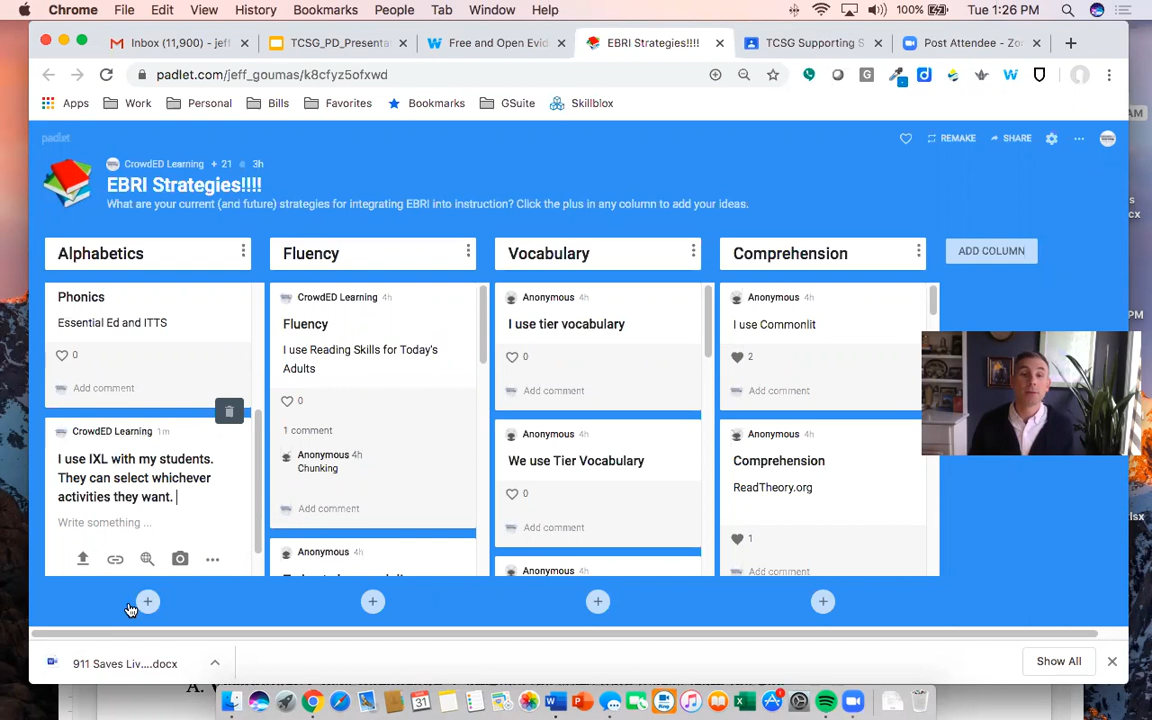 Chrome File Edit View History Bookmarks People Tab Window Help 100% Tue 1:26 PM
Inbox (11,900) - jeff
TCSG_PD_Presenta
Free and Open Evid
EBRI Strategies!!!!
TCSG Supporting S
Post Attendee - Zo
padlet.com/jeff_goumas/k8cfyz5ofxwd
Apps Work Personal Bills Favorites Bookmarks GSuite Skillblox
AM
padlet
REMAKE SHARE
CrowdED Learning + 21 3h
EBRI Strategies!!!!
What are your current (and future) strategies for integrating EBRI into instruction? Click the plus in any column to add your ideas.
Alphabetics
Phonics
Essential Ed and ITTS
0
Add comment
CrowdED Learning 1m
I use IXL with my students.
They can select whichever
activities they want.
Write something ...
Fluency
CrowdED Learning 4h
Fluency
I use Reading Skills for Today's
Adults
0
1 comment
Anonymous 4h
Chunking
Add comment
Anonymous 4h
Vocabulary
Anonymous 4h
I use tier vocabulary
0
Add comment
Anonymous 4h
We use Tier Vocabulary
0
Add comment
Anonymous 4h
Comprehension
Anonymous 4h
I use Commonlit
2
Add comment
Anonymous 4h
Comprehension
ReadTheory.org
1
Add comment
ADD COLUMN
s
cx
PM
lsx
911 Saves Liv....docx
Show All
31